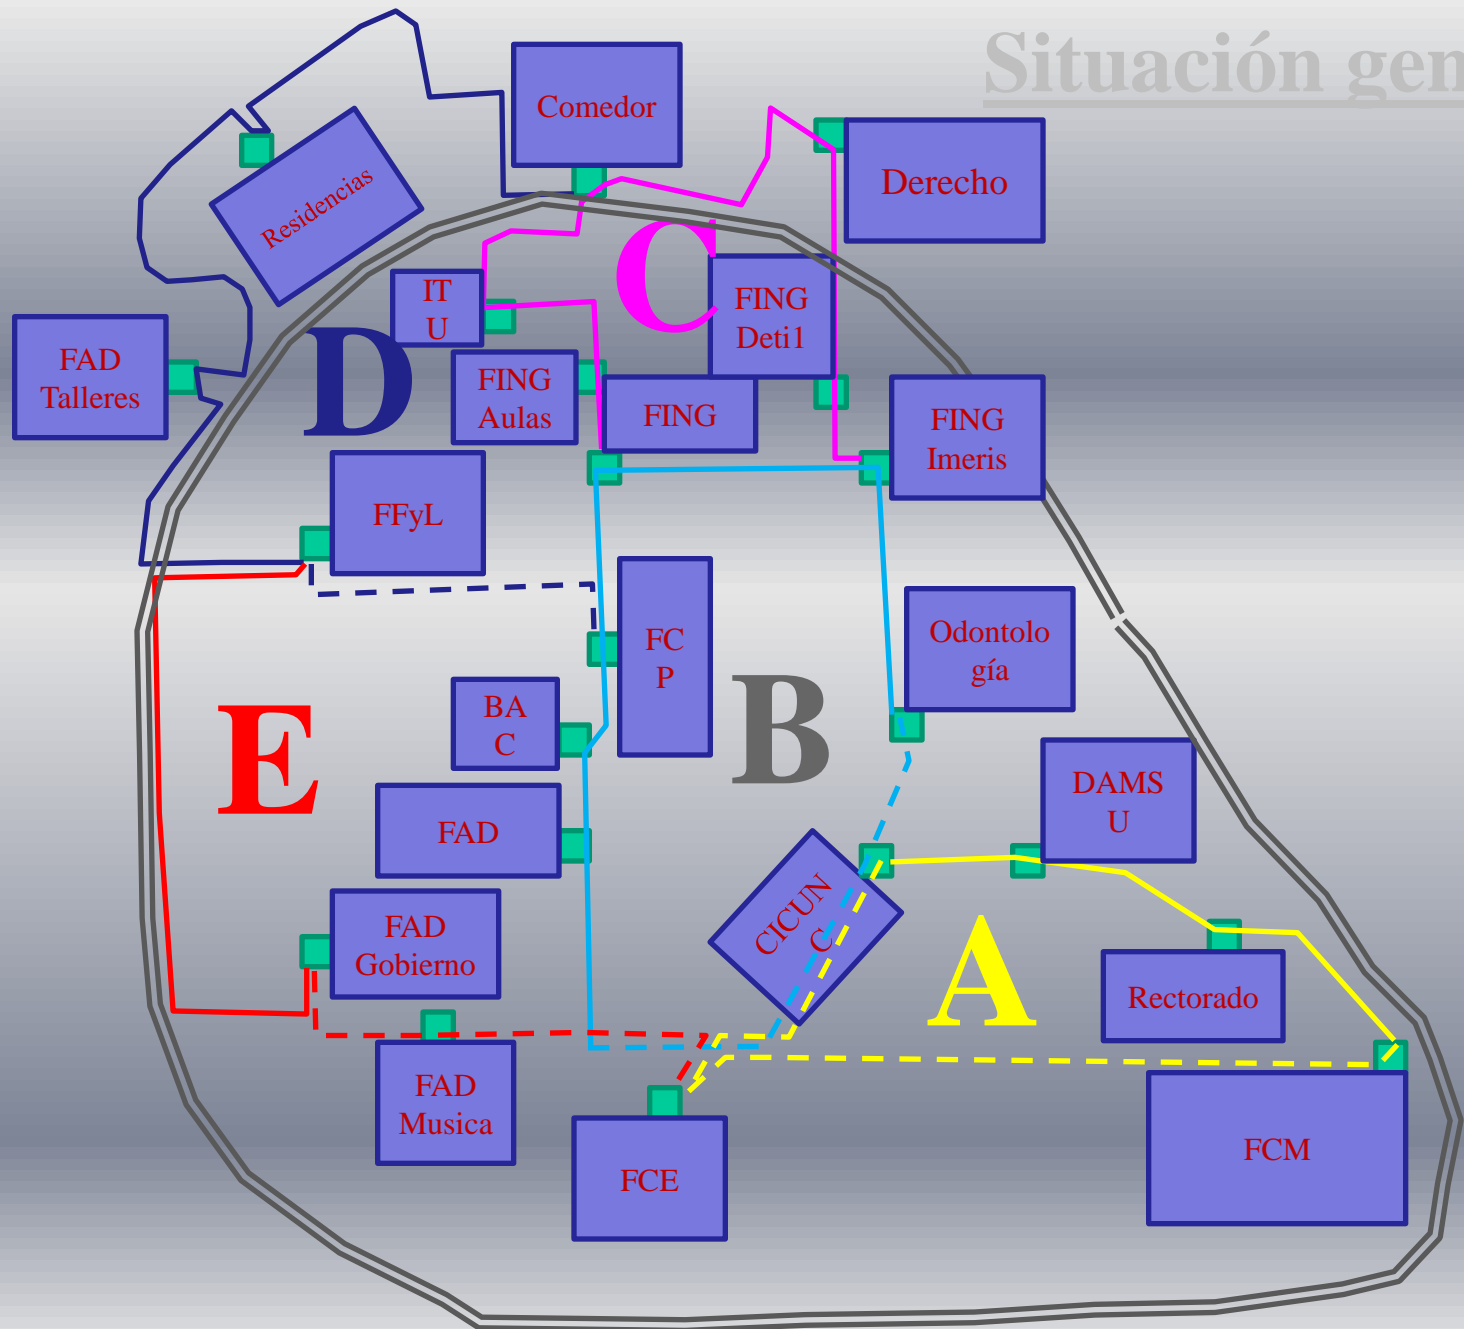 Situación gen
Comedor
Derecho
Residencias
C
IT
U
FING
Deti1
D
FAD
Talleres
FING
Aulas
FING
FING
Imeris
FFyL
FC
P
Odontolo
gía
E
BA
C
B
DAMS
U
FAD
CICUN
C
A
FAD
Gobierno
Rectorado
FAD
Musica
FCE
FCM